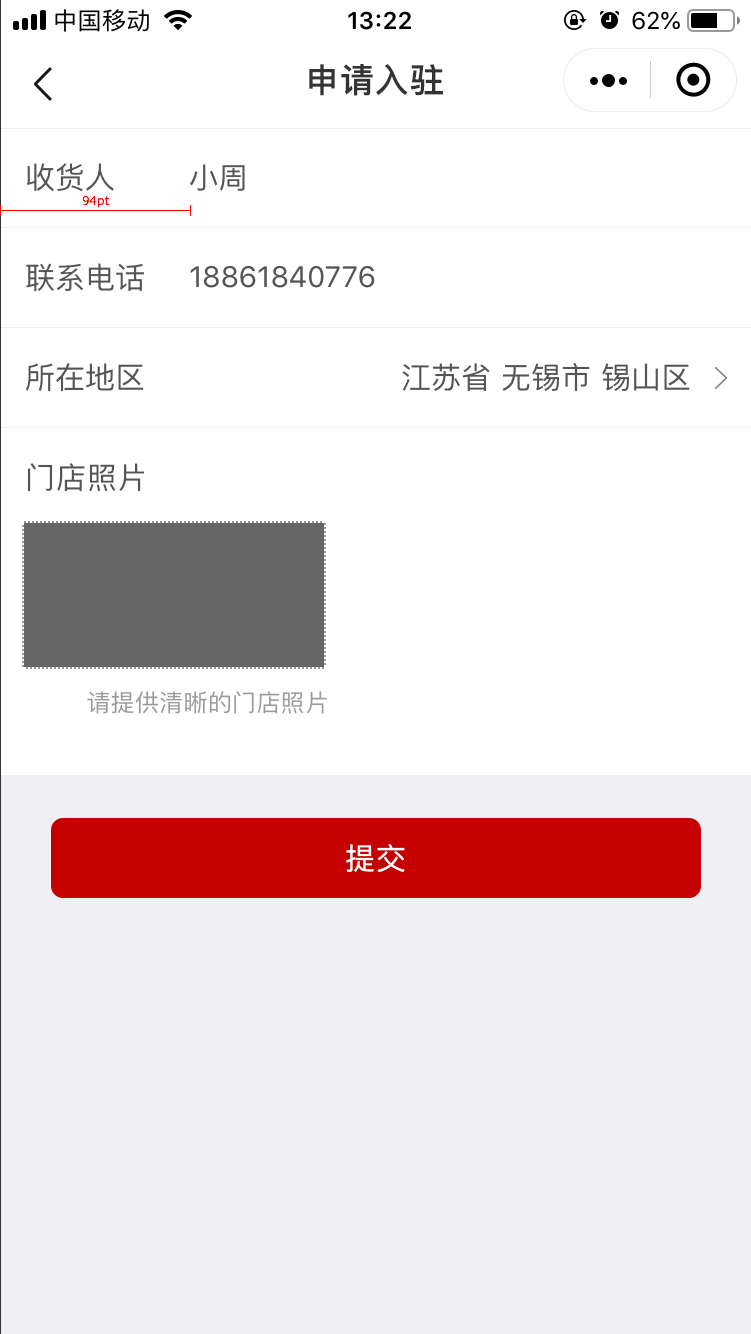 中国移动 13:22 62%
申请入驻
收货人 小周
94pt
联系电话 18861840776
所在地区 江苏省 无锡市 锡山区
门店照片
请提供清晰的门店照片
提交